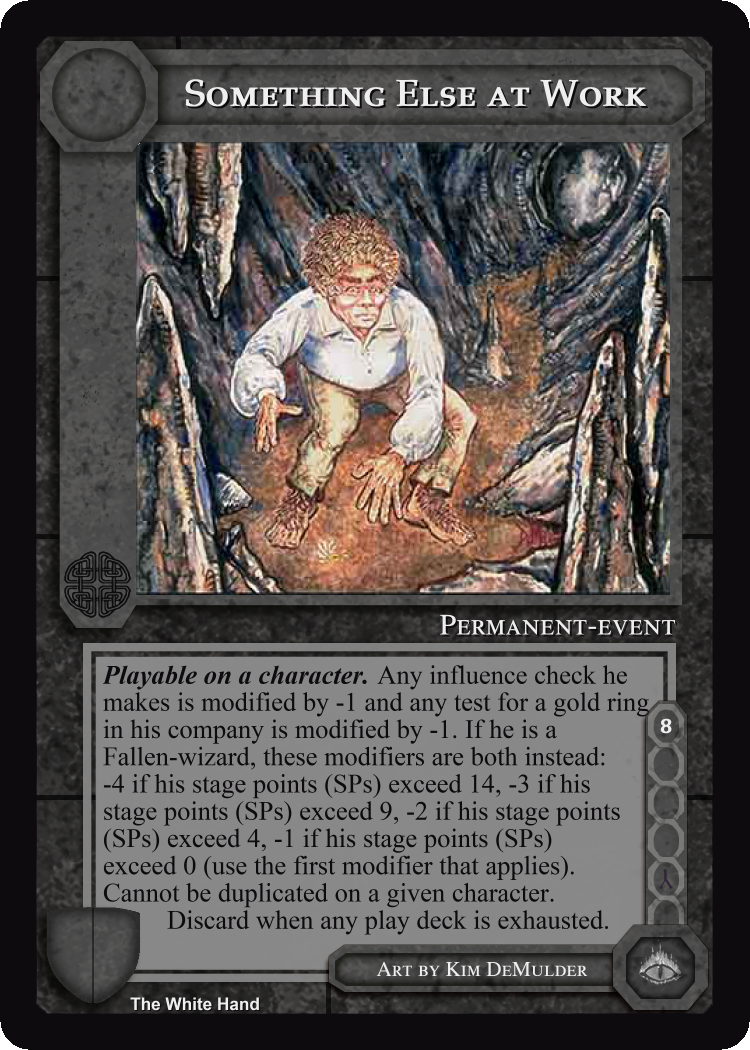 Something Else at Work
Permanent-event
Playable on a character. Any influence check he
makes is modified by -1 and any test for a gold ring
in his company is modified by -1. If he is a
Fallen-wizard, these modifiers are both instead:
-4 if his stage points (SPs) exceed 14, -3 if his
stage points (SPs) exceed 9, -2 if his stage points
(SPs) exceed 4, -1 if his stage points (SPs)
exceed 0 (use the first modifier that applies).
Cannot be duplicated on a given character.
Discard when any play deck is exhausted.
8
Art by Kim DeMulder
The White Hand